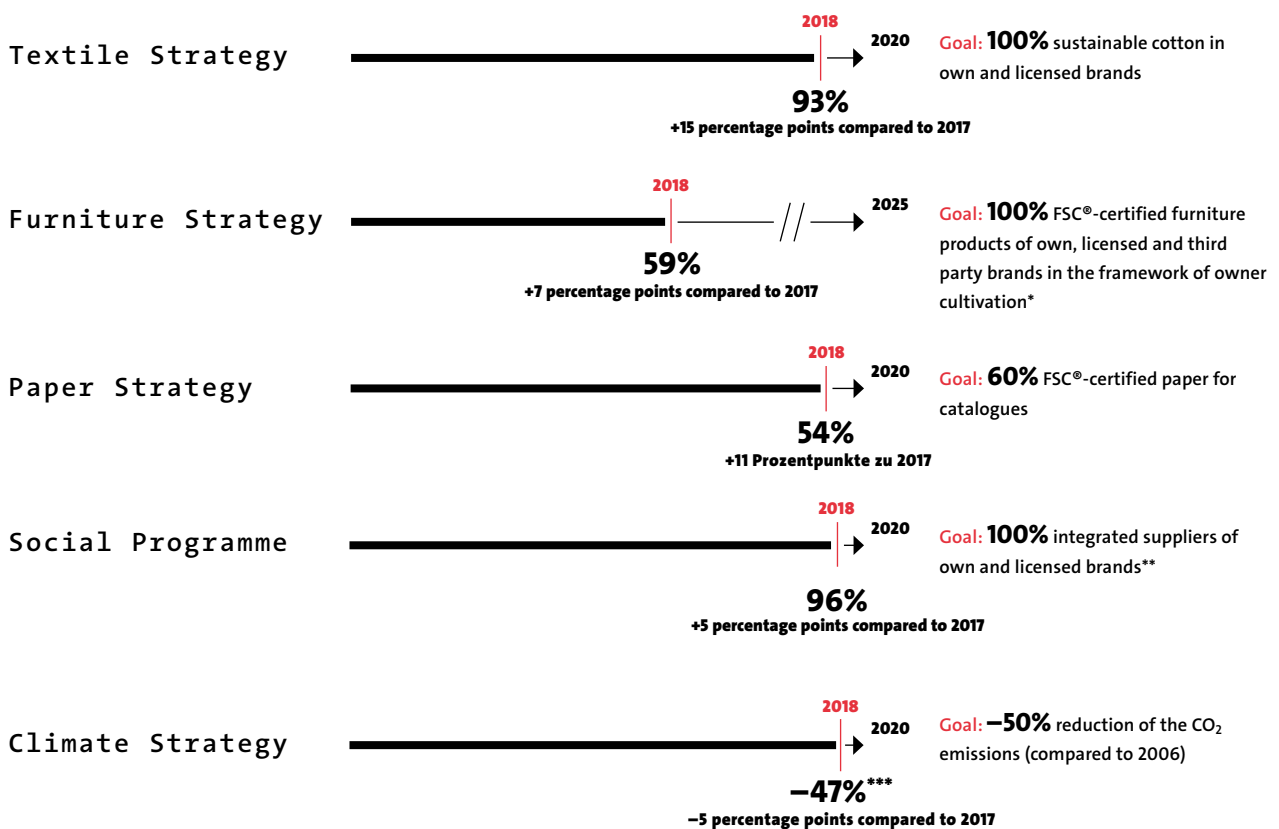 Textile Strategy
2018
2020
93%
+15 percentage points compared to 2017
Goal: 100% sustainable cotton in
own and licensed brands
Furniture Strategy
2018
2025
59%
+7 percentage points compared to 2017
Goal: 100% FSC®-certified furniture
products of own, licensed and third
party brands in the framework of owner
cultivation*
Paper Strategy
2018
2020
54%
+11 Prozentpunkte zu 2017
Goal: 60% FSC®-certified paper for
catalogues
Social Programme
2018
2020
96%
+5 percentage points compared to 2017
Goal: 100% integrated suppliers of
own and licensed brands**
Climate Strategy
2018
2020
–47%***
–5 percentage points compared to 2017
Goal: –50% reduction of the CO₂
emissions (compared to 2006)